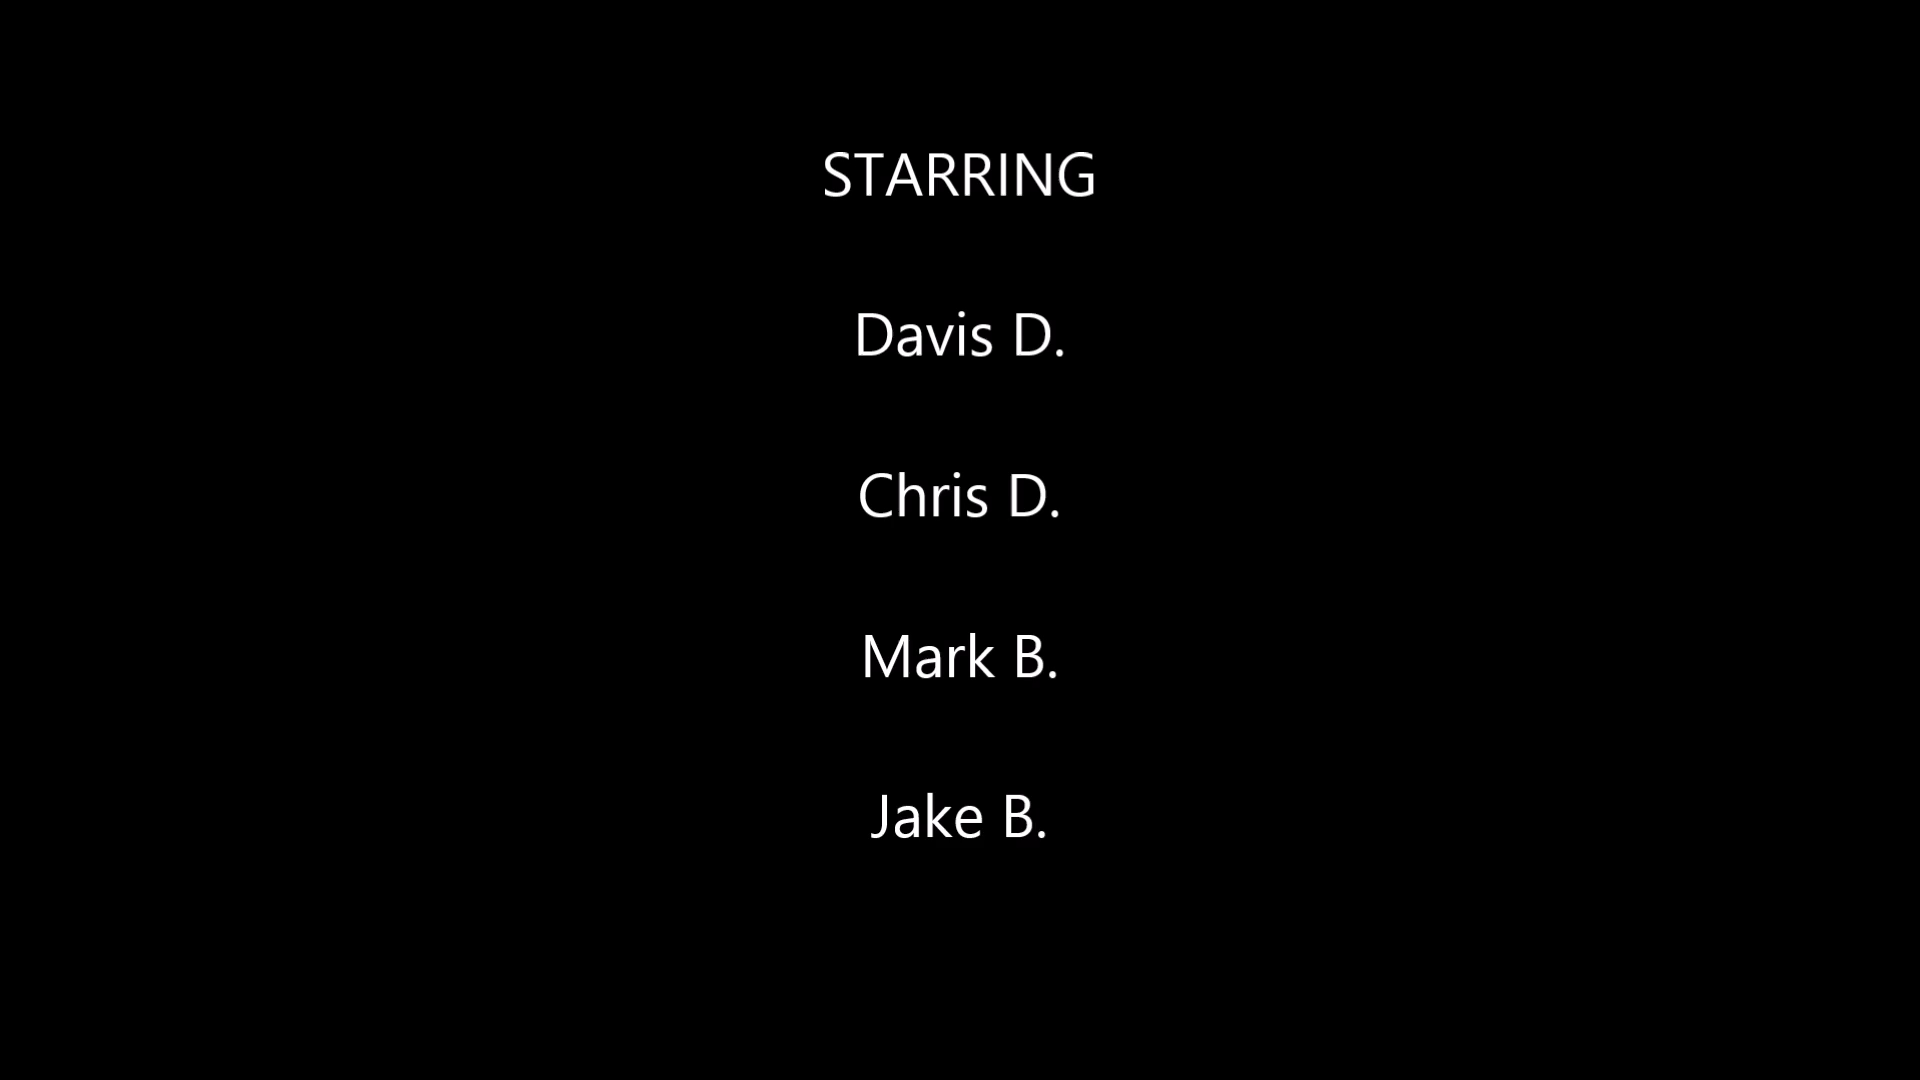 STARRING
Davis D.
Chris D.
Mark B.
Jake B.